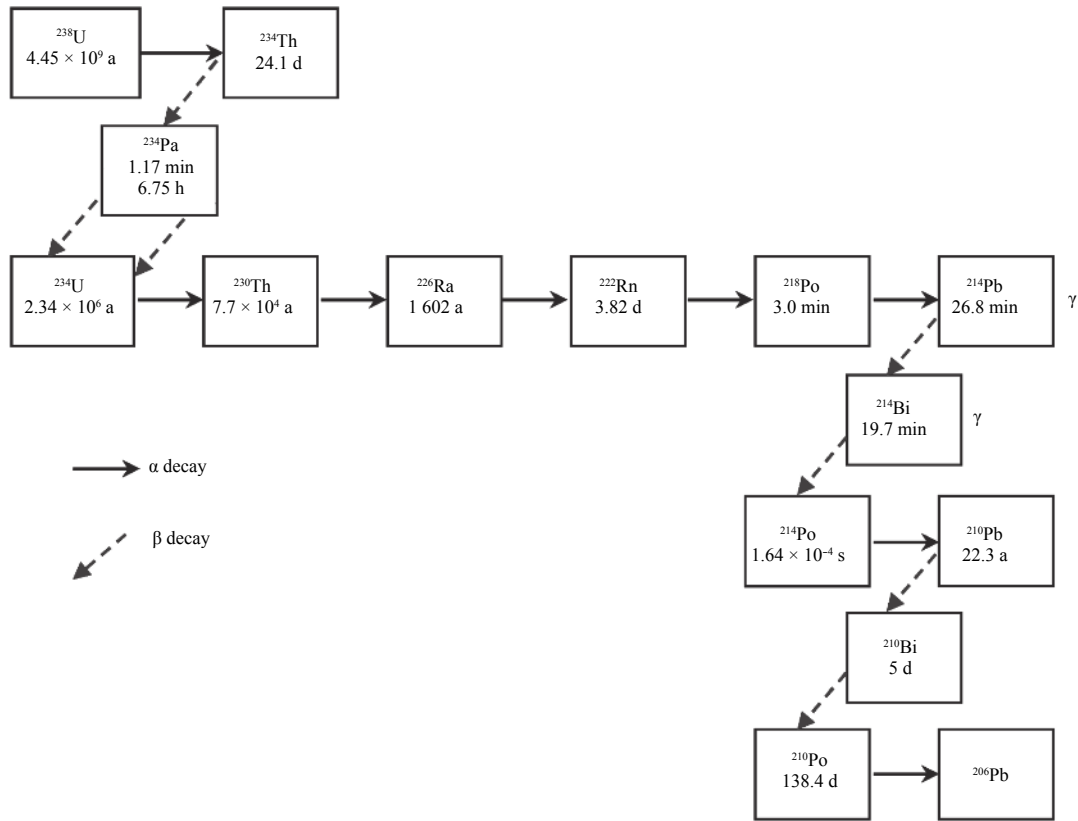 ²³⁸U
4.45 × 10⁹ a
²³⁴Th
24.1 d
²³⁴Pa
1.17 min
6.75 h
²³⁴U
2.34 × 10⁶ a
²³⁰Th
7.7 × 10⁴ a
²²⁶Ra
1 602 a
²²²Rn
3.82 d
²¹⁸Po
3.0 min
²¹⁴Pb
26.8 min
γ
²¹⁴Bi
19.7 min
γ
α decay
β decay
²¹⁴Po
1.64 × 10⁻⁴ s
²¹⁰Pb
22.3 a
²¹⁰Bi
5 d
²¹⁰Po
138.4 d
²⁰⁶Pb